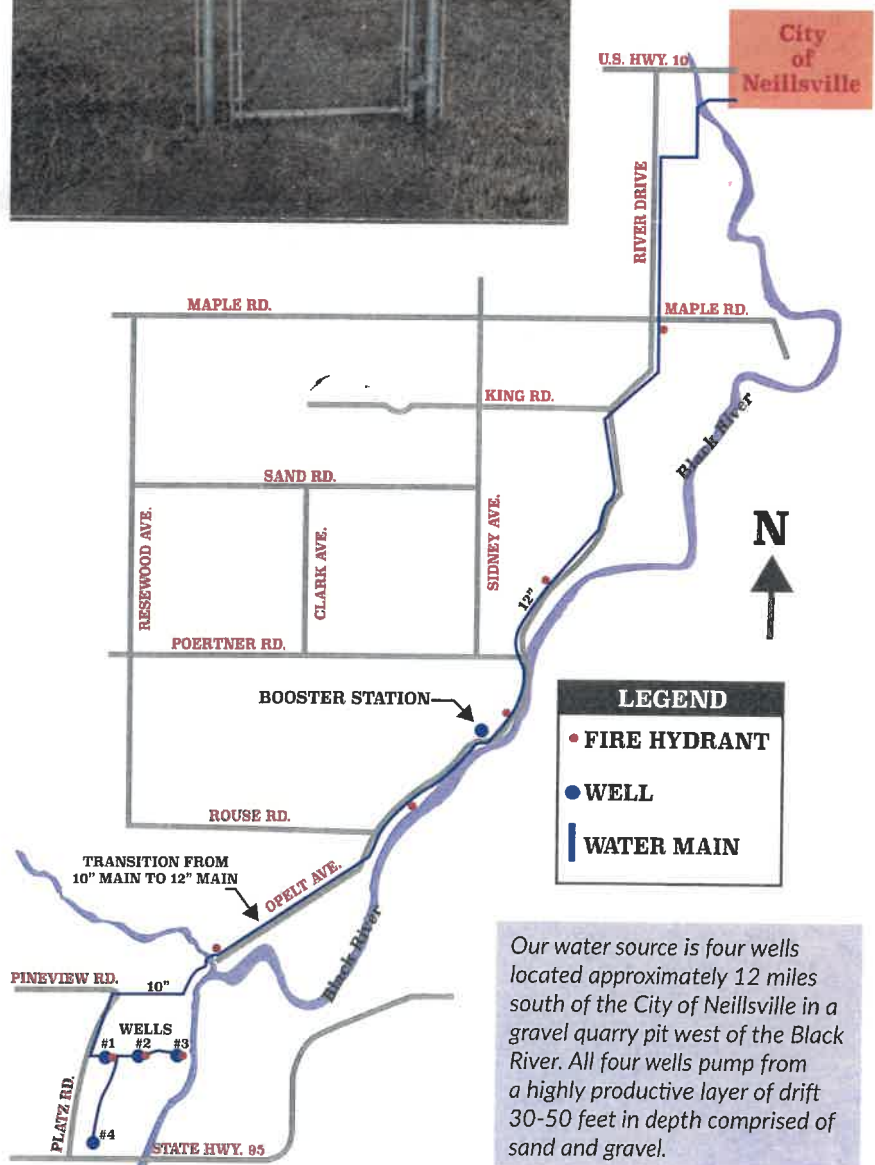 City
of
Neillsville
U.S. HWY. 10
RIVER DRIVE
MAPLE RD.
MAPLE RD.
KING RD.
Black River
SAND RD.
RESEWOOD AVE.
CLARK AVE.
SIDNEY AVE.
N
12"
POERTNER RD.
BOOSTER STATION
LEGEND
FIRE HYDRANT
WELL
WATER MAIN
ROUSE RD.
TRANSITION FROM
10" MAIN TO 12" MAIN
OPELT AVE.
Black River
PINEVIEW RD.
10"
WELLS
#1
#2
#3
PLATZ RD.
#4
STATE HWY. 95
Our water source is four wells
located approximately 12 miles
south of the City of Neillsville in a
gravel quarry pit west of the Black
River. All four wells pump from
a highly productive layer of drift
30-50 feet in depth comprised of
sand and gravel.